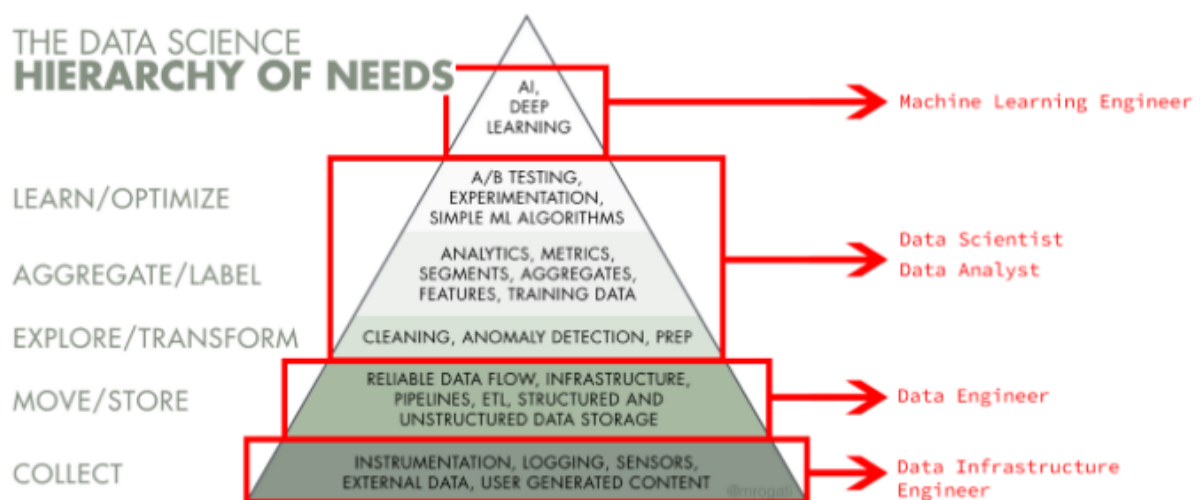 THE DATA SCIENCE
HIERARCHY OF NEEDS
AI,
DEEP
LEARNING
Machine Learning Engineer
LEARN/OPTIMIZE
A/B TESTING,
EXPERIMENTATION,
SIMPLE ML ALGORITHMS
AGGREGATE/LABEL
ANALYTICS, METRICS,
SEGMENTS, AGGREGATES,
FEATURES, TRAINING DATA
Data Scientist
Data Analyst
EXPLORE/TRANSFORM
CLEANING, ANOMALY DETECTION, PREP
MOVE/STORE
RELIABLE DATA FLOW, INFRASTRUCTURE,
PIPELINES, ETL, STRUCTURED AND
UNSTRUCTURED DATA STORAGE
Data Engineer
COLLECT
INSTRUMENTATION, LOGGING, SENSORS,
EXTERNAL DATA, USER GENERATED CONTENT
@mrogati
Data Infrastructure
Engineer